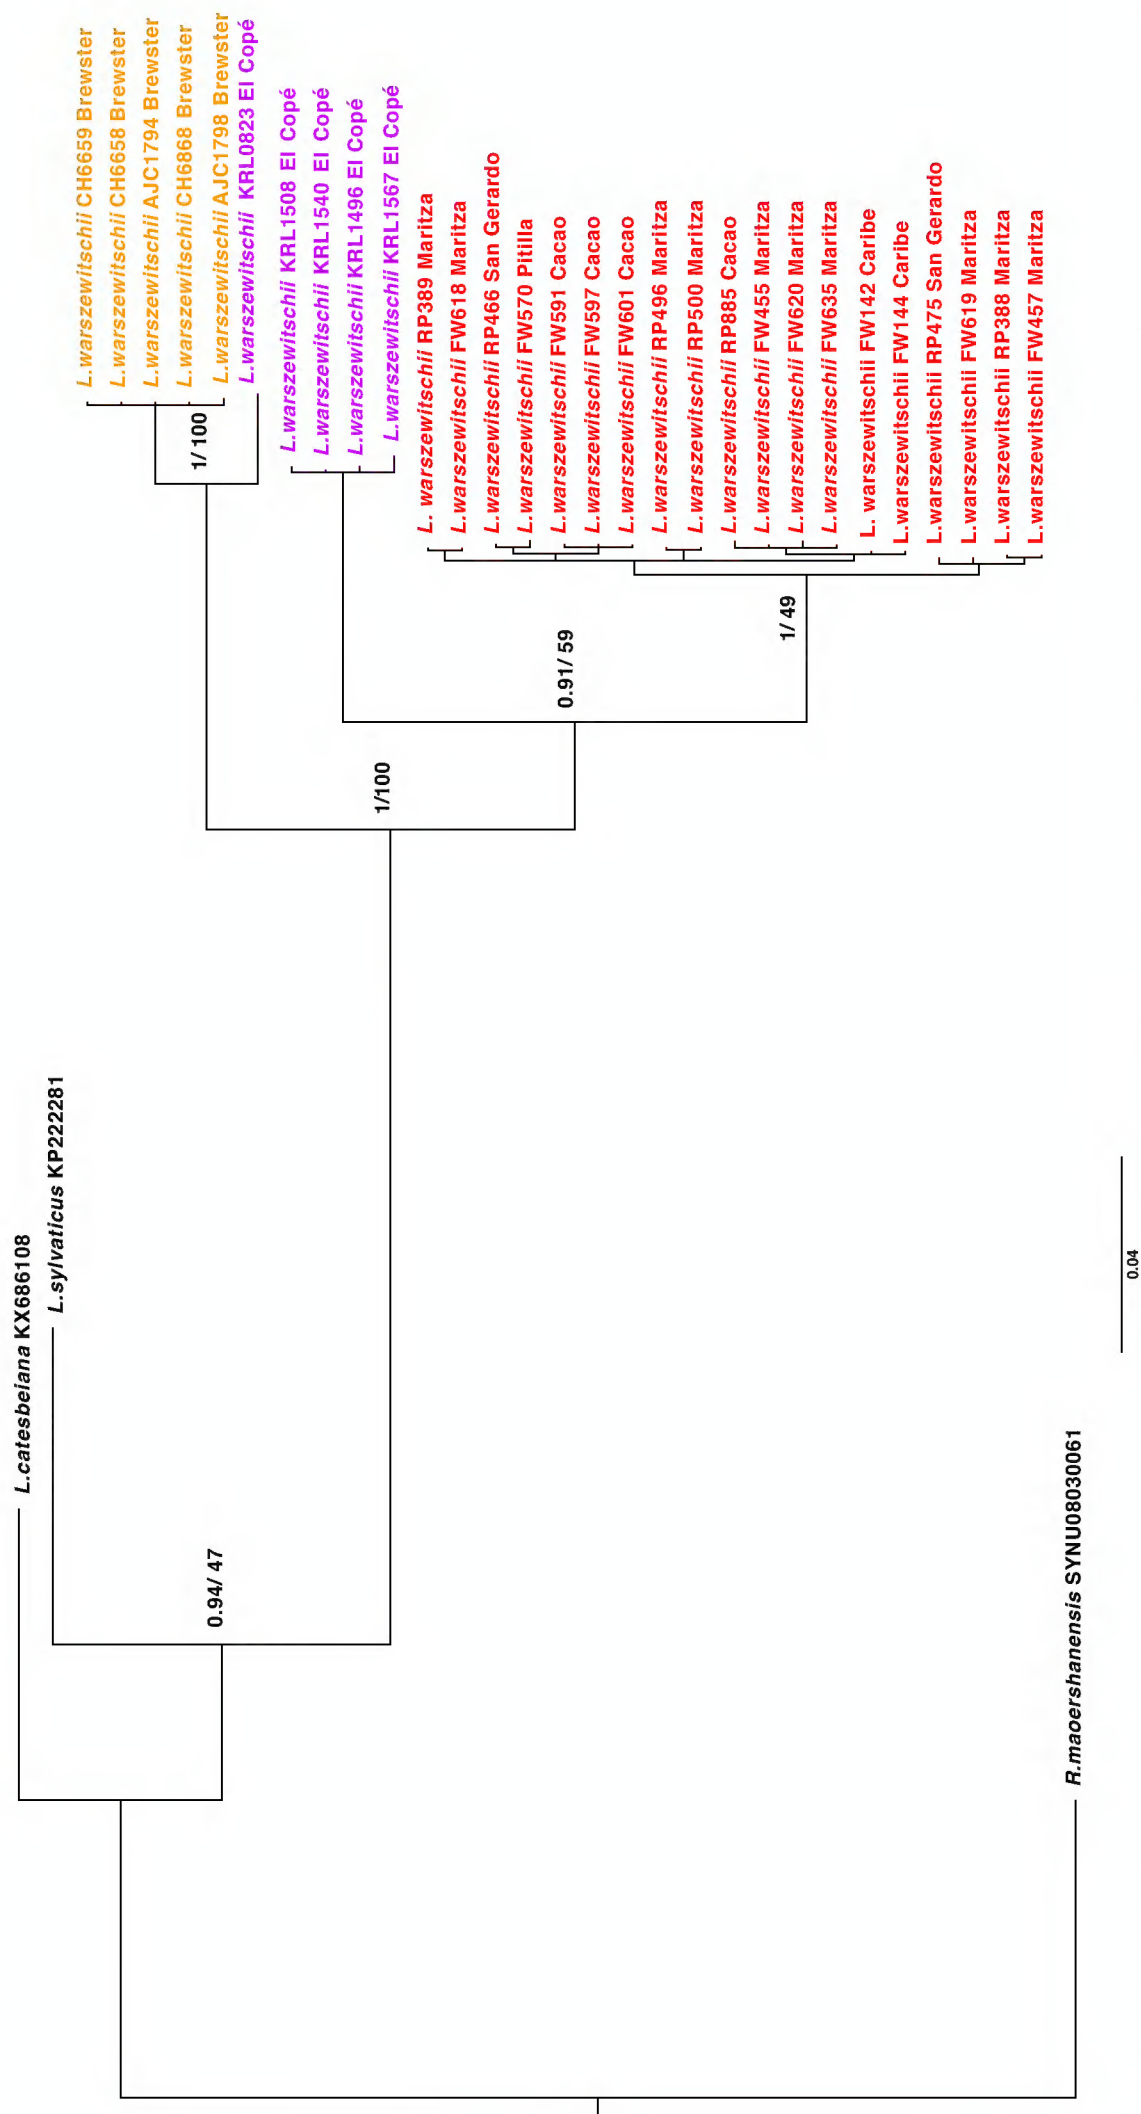 L.catesbeiana KX686108
L.sylvaticus KP222281
L.warszewitschii CH6659 Brewster
L.warszewitschii CH6658 Brewster
L.warszewitschii AJC1794 Brewster
L.warszewitschii CH6868 Brewster
L.warszewitschii AJC1798 Brewster
L.warszewitschii KRL0823 El Copé
L.warszewitschii KRL1508 El Copé
L.warszewitschii KRL1540 El Copé
L.warszewitschii KRL1496 El Copé
L.warszewitschii KRL1567 El Copé
L. warszewitschii RP389 Maritza
L.warszewitschii FW618 Maritza
L.warszewitschii RP466 San Gerardo
L.warszewitschii FW570 Pitilla
L.warszewitschii FW591 Cacao
L.warszewitschii FW597 Cacao
L.warszewitschii FW601 Cacao
L.warszewitschii RP496 Maritza
L.warszewitschii RP500 Maritza
L.warszewitschii RP885 Cacao
L.warszewitschii FW455 Maritza
L.warszewitschii FW620 Maritza
L.warszewitschii FW635 Maritza
L. warszewitschii FW142 Caribe
L.warszewitschii FW144 Caribe
L.warszewitschii RP475 San Gerardo
L.warszewitschii FW619 Maritza
L.warszewitschii RP388 Maritza
L.warszewitschii FW457 Maritza
R.maoershanensis SYNU08030061
1/ 100
1/100
0.91/ 59
1/ 49
0.94/ 47
0.04